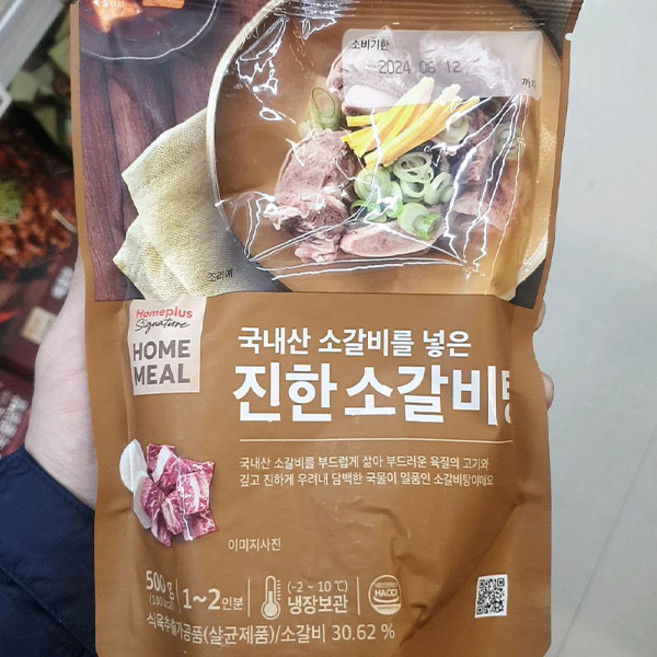 소비기한
2024.06.12
까지
조리예
Homeplus
Signature
HOME
MEAL
국내산 소갈비를 넣은
진한 소갈비탕
국내산 소갈비를 부드럽게 삶아 부드러운 육질의 고기와
깊고 진하게 우려내 담백한 국물이 일품인 소갈비탕이에요
이미지사진
500g
1~2인분
(-2 ~ 10℃)
냉장보관
HACCP
식육추출가공품(살균제품)/소갈비 30.62 %